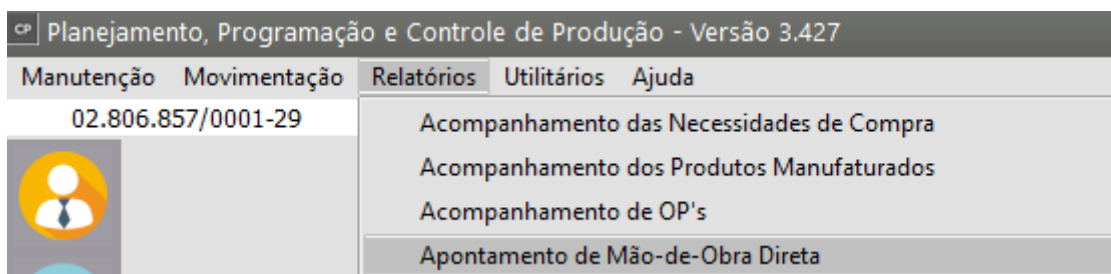 CP Planejamento, Programação e Controle de Produção - Versão 3.427
Manutenção Movimentação Relatórios Utilitários Ajuda
02.806.857/0001-29
Acompanhamento das Necessidades de Compra
Acompanhamento dos Produtos Manufaturados
Acompanhamento de OP's
Apontamento de Mão-de-Obra Direta